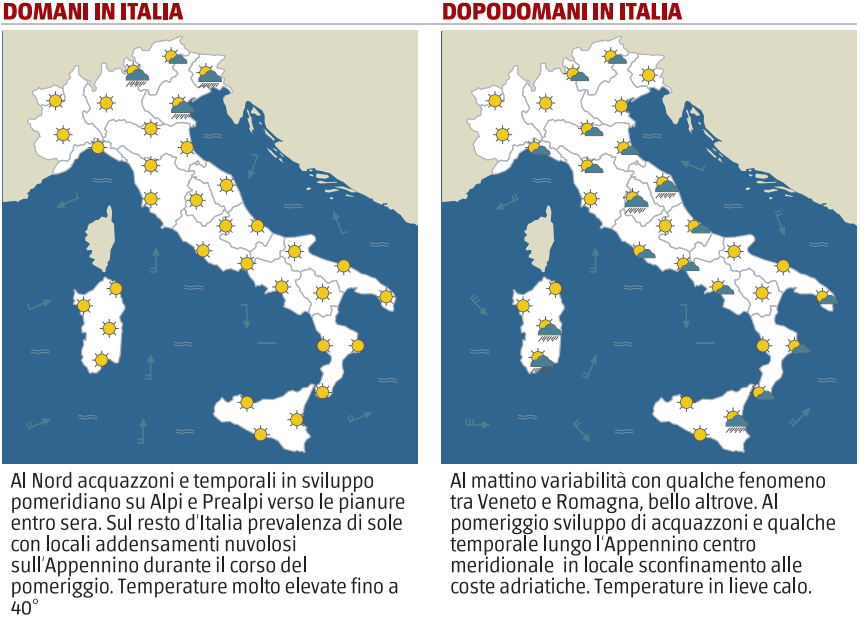 DOMANI IN ITALIA
Al Nord acquazzoni e temporali in sviluppo
pomeridiano su Alpi e Prealpi verso le pianure
entro sera. Sul resto d'Italia prevalenza di sole
con locali addensamenti nuvolosi
sull'Appennino durante il corso del
pomeriggio. Temperature molto elevate fino a
40°
DOPODOMANI IN ITALIA
Al mattino variabilità con qualche fenomeno
tra Veneto e Romagna, bello altrove. Al
pomeriggio sviluppo di acquazzoni e qualche
temporale lungo l'Appennino centro
meridionale in locale sconfinamento alle
coste adriatiche. Temperature in lieve calo.